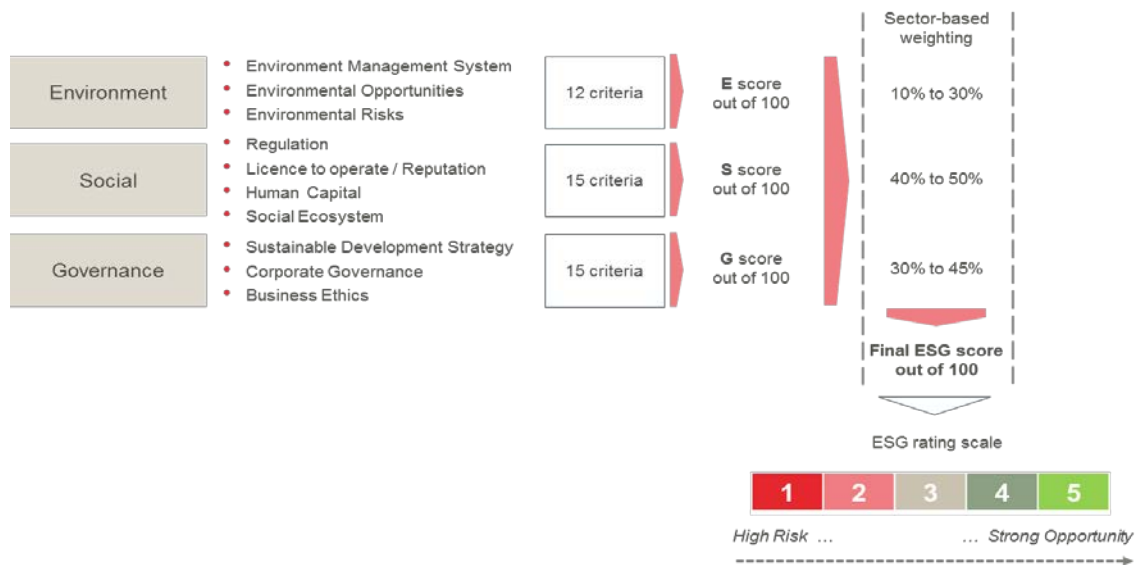 Sector-based
weighting
Environment
• Environment Management System
• Environmental Opportunities
• Environmental Risks
12 criteria
E score
out of 100
10% to 30%
Social
• Regulation
• Licence to operate / Reputation
• Human Capital
• Social Ecosystem
15 criteria
S score
out of 100
40% to 50%
Governance
• Sustainable Development Strategy
• Corporate Governance
• Business Ethics
15 criteria
G score
out of 100
30% to 45%
Final ESG score
out of 100
ESG rating scale
1 2 3 4 5
High Risk ... ... Strong Opportunity